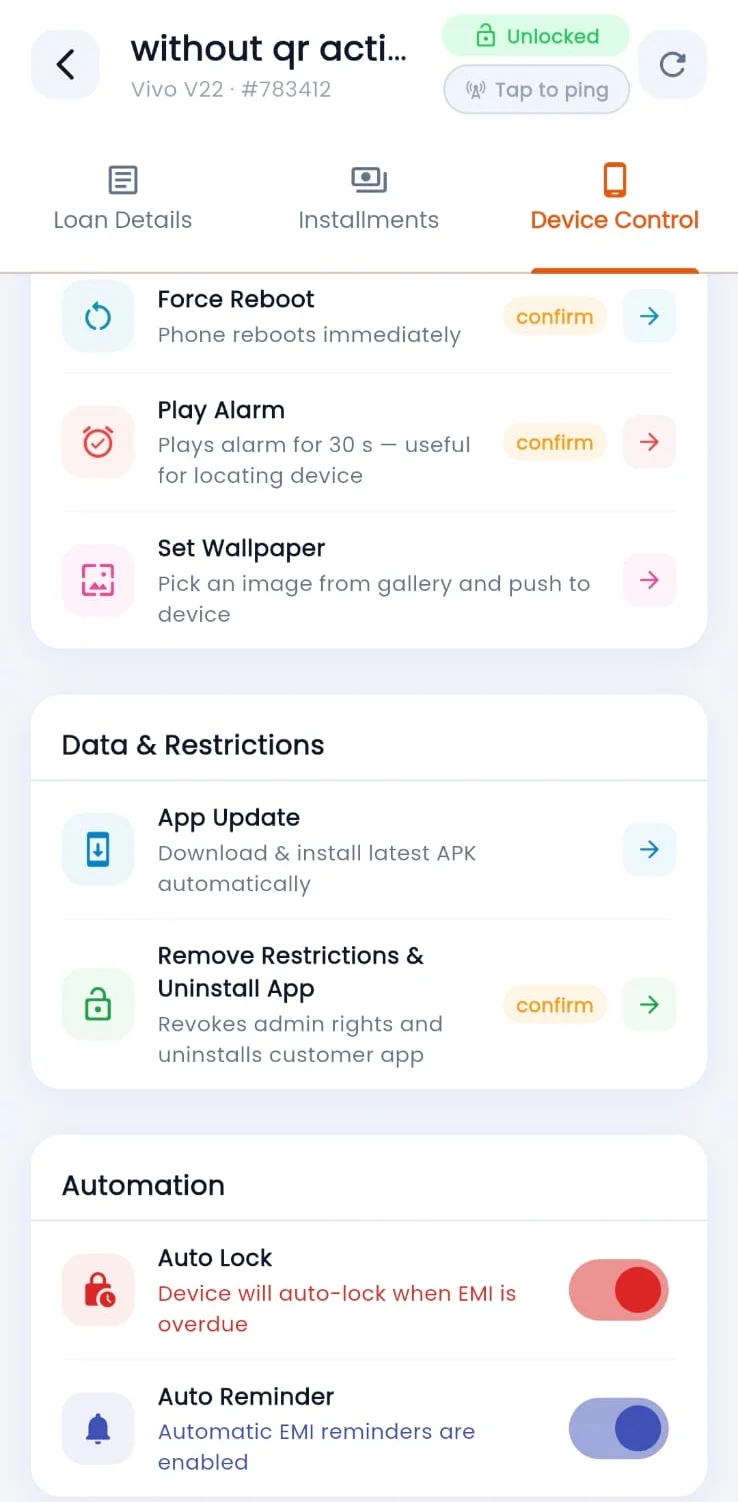 without qr acti...
Unlocked
Vivo V22 · #783412
Tap to ping
Loan Details
Installments
Device Control
Force Reboot
Phone reboots immediately
confirm
Play Alarm
Plays alarm for 30 s — useful
for locating device
confirm
Set Wallpaper
Pick an image from gallery and push to
device
Data & Restrictions
App Update
Download & install latest APK
automatically
Remove Restrictions &
Uninstall App
Revokes admin rights and
uninstalls customer app
confirm
Automation
Auto Lock
Device will auto-lock when EMI is
overdue
Auto Reminder
Automatic EMI reminders are
enabled